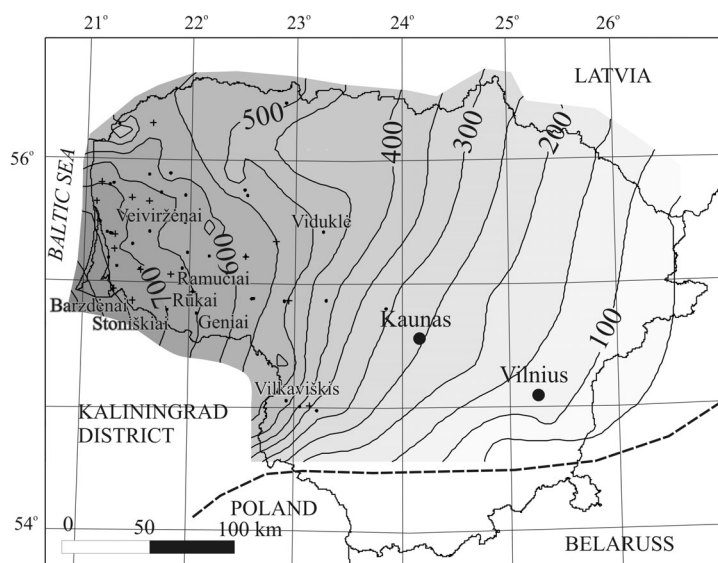 21° 22° 23° 24° 25° 26°
LATVIA
500
400
300
200
56°
BALTIC SEA
Veiviržėnai
Viduklė
600
700
Ramučiai
Barzdėnai
Rūkai
Stoniškiai
Geniai
Kaunas
100
Vilkaviškis
Vilnius
KALININGRAD
DISTRICT
POLAND
54°
0 50 100 km
BELARUSS